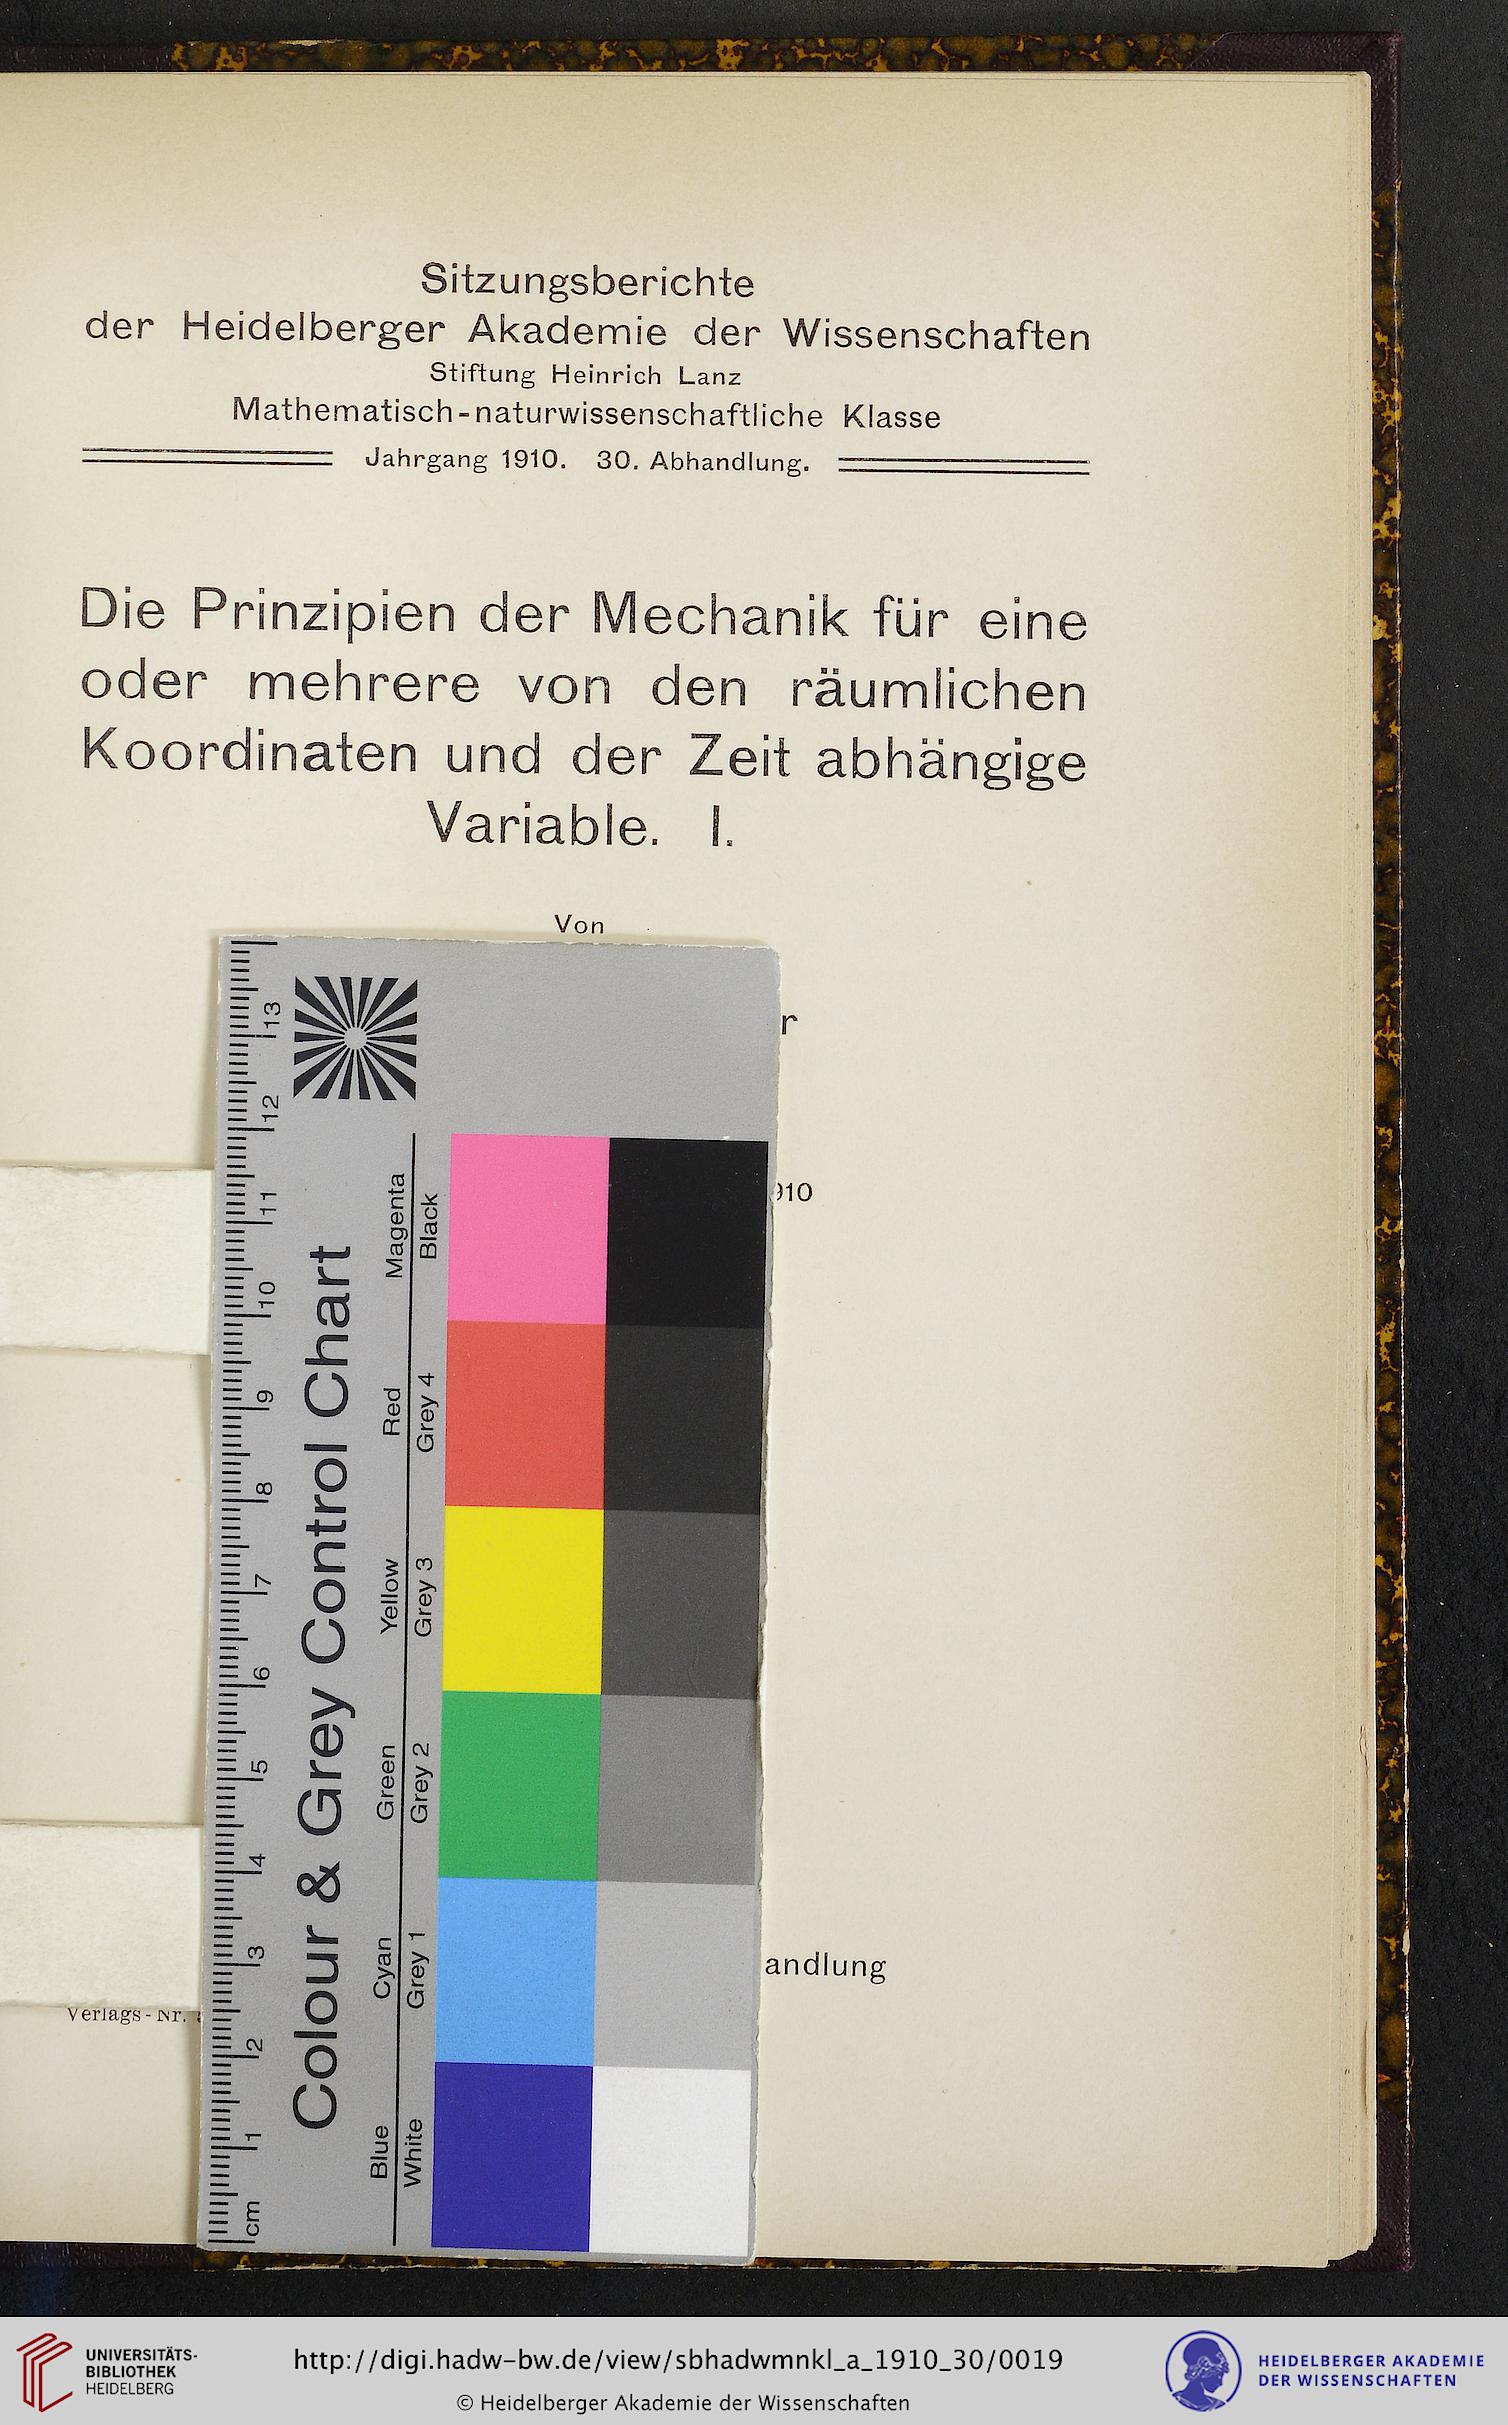 Sitzungsberichte
der Heidelberger Akademie der Wissenschaften
Stiftung Heinrich Lanz
Mathematisch-naturwissenschaftliche Klasse
Jahrgang 1910. 30. Abhandlung.
Die Prinzipien der Mechanik für eine
oder mehrere von den räumlichen
Koordinaten und der Zeit abhängige
Variable. I.
Von
r
910
andlung
Verlags-Nr.
13
12
11
10
9
8
7
6
5
4
3
2
1
cm
Colour & Grey Control Chart
Blue Cyan Green Yellow Red Magenta
White Grey 1 Grey 2 Grey 3 Grey 4 Black
UNIVERSITÄTS-
BIBLIOTHEK
HEIDELBERG
http://digi.hadw-bw.de/view/sbhadwmnkl_a_1910_30/0019
© Heidelberger Akademie der Wissenschaften
HEIDELBERGER AKADEMIE
DER WISSENSCHAFTEN